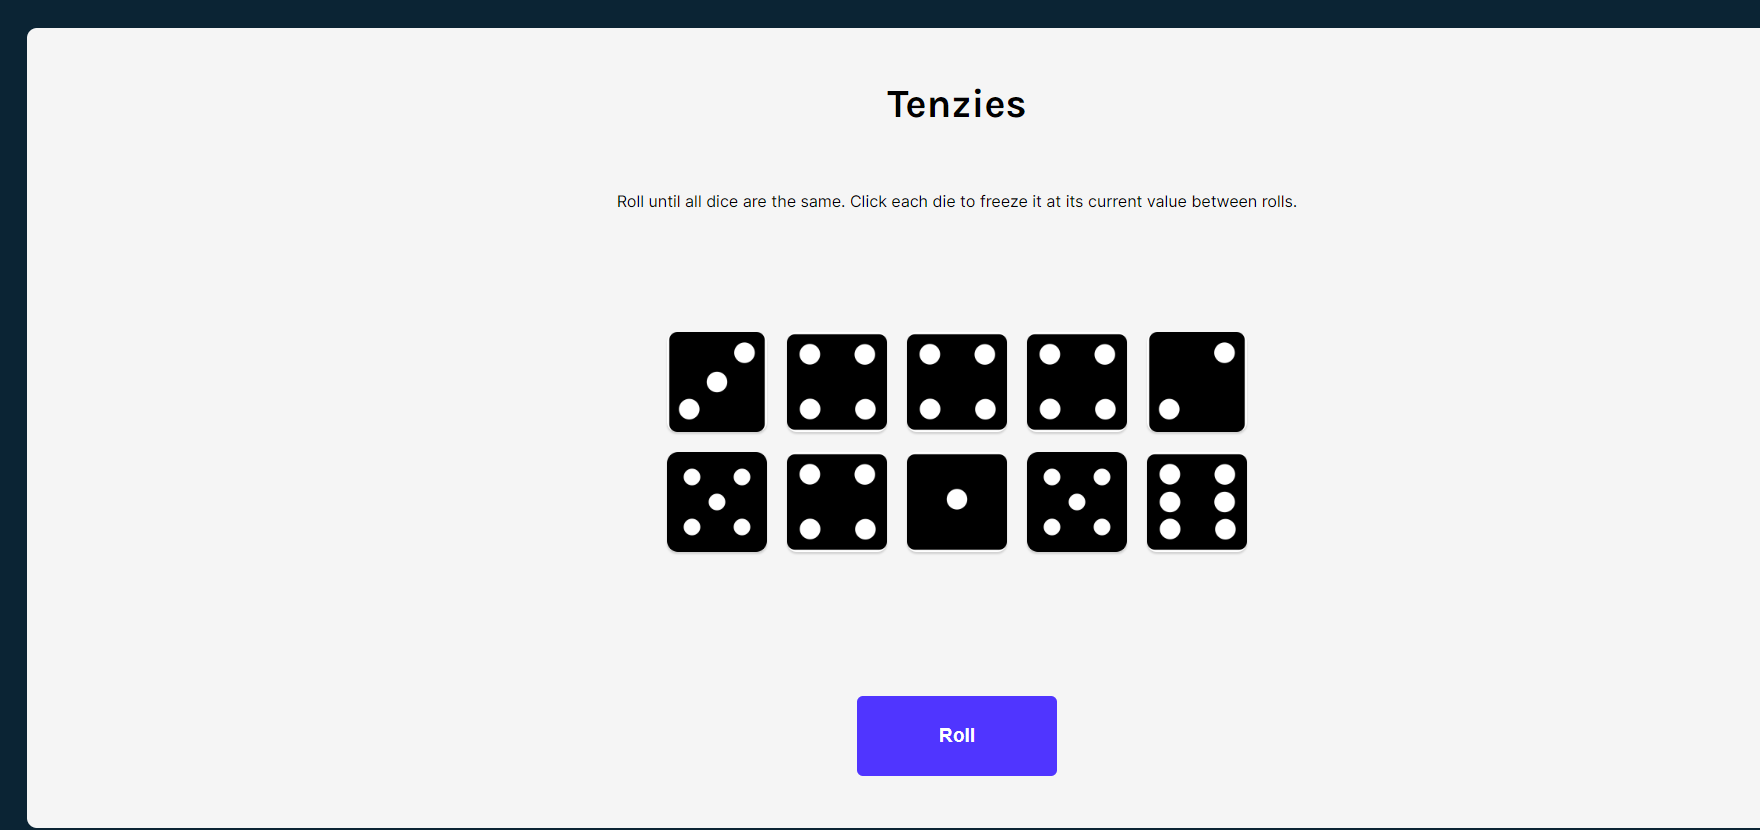 Tenzies
Roll until all dice are the same. Click each die to freeze it at its current value between rolls.
Roll